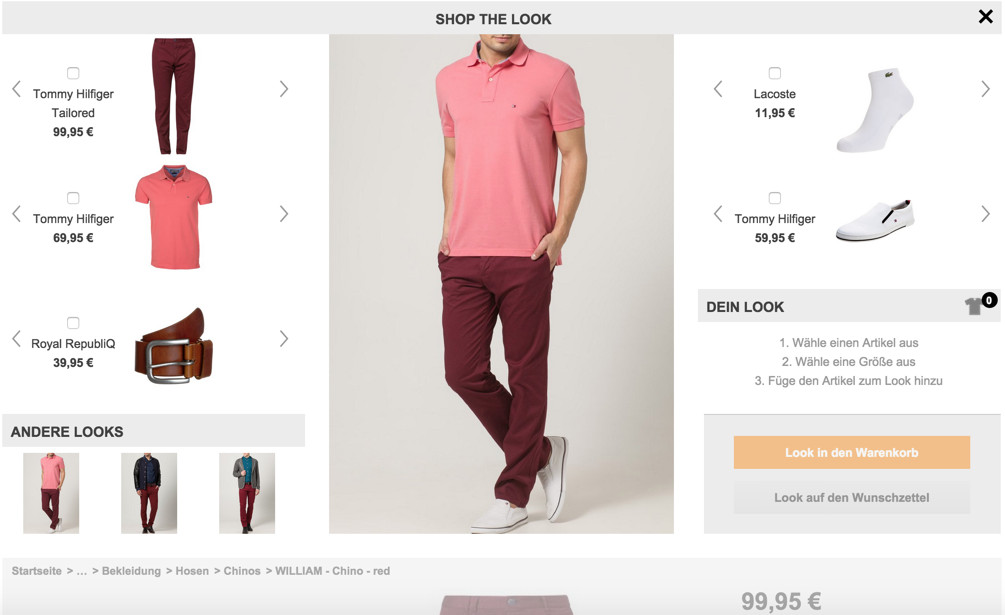 SHOP THE LOOK
Tommy Hilfiger
Tailored
99,95 €
Tommy Hilfiger
69,95 €
Royal RepubliQ
39,95 €
ANDERE LOOKS
Lacoste
11,95 €
Tommy Hilfiger
59,95 €
DEIN LOOK
0
1. Wähle einen Artikel aus
2. Wähle eine Größe aus
3. Füge den Artikel zum Look hinzu
Look in den Warenkorb
Look auf den Wunschzettel
Startseite > ... > Bekleidung > Hosen > Chinos > WILLIAM - Chino - red
99,95 €